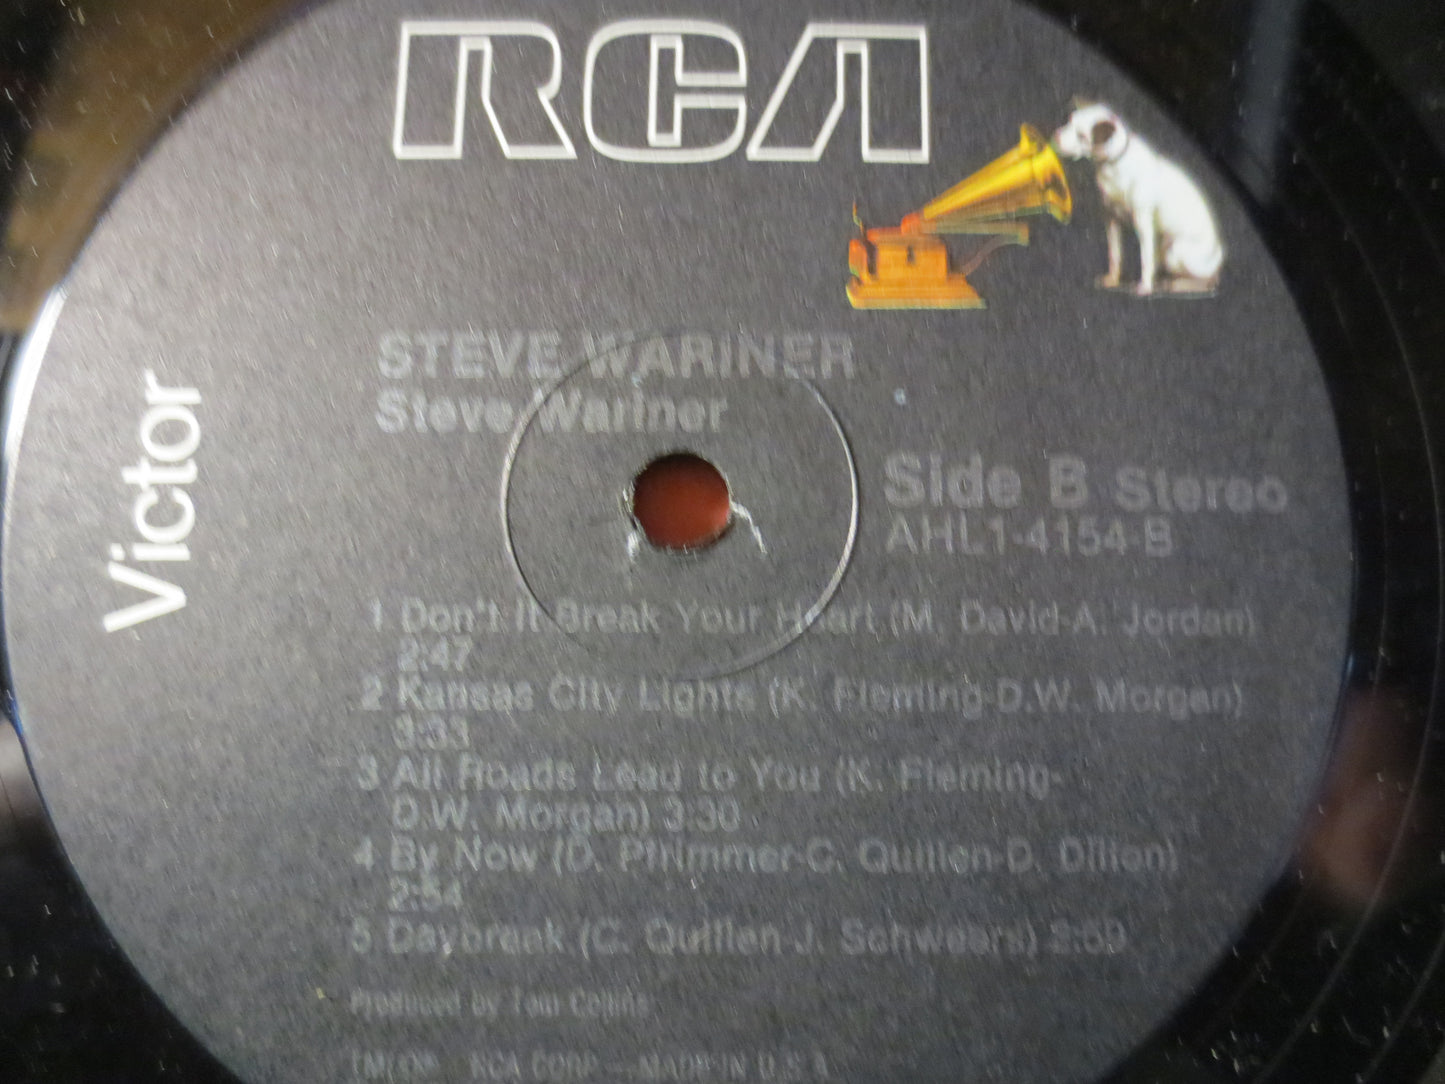 RCA
Victor
STEVE WARINER
Steve Wariner
Side B Stereo
AHL1-4154-B
1 Don't It Break Your Heart (M. David-A. Jordan)
2:47
2 Kansas City Lights (K. Fleming-D.W. Morgan)
3:33
3 All Roads Lead to You (K. Fleming-
D.W. Morgan) 3:30
4 By Now (D. Pfrimmer-C. Quillen-D. Dillon)
2:54
5 Daybreak (C. Quillen-J. Schweers) 2:59
Produced by Tom Collins
TM(s)® RCA CORP.—MADE IN U.S.A.